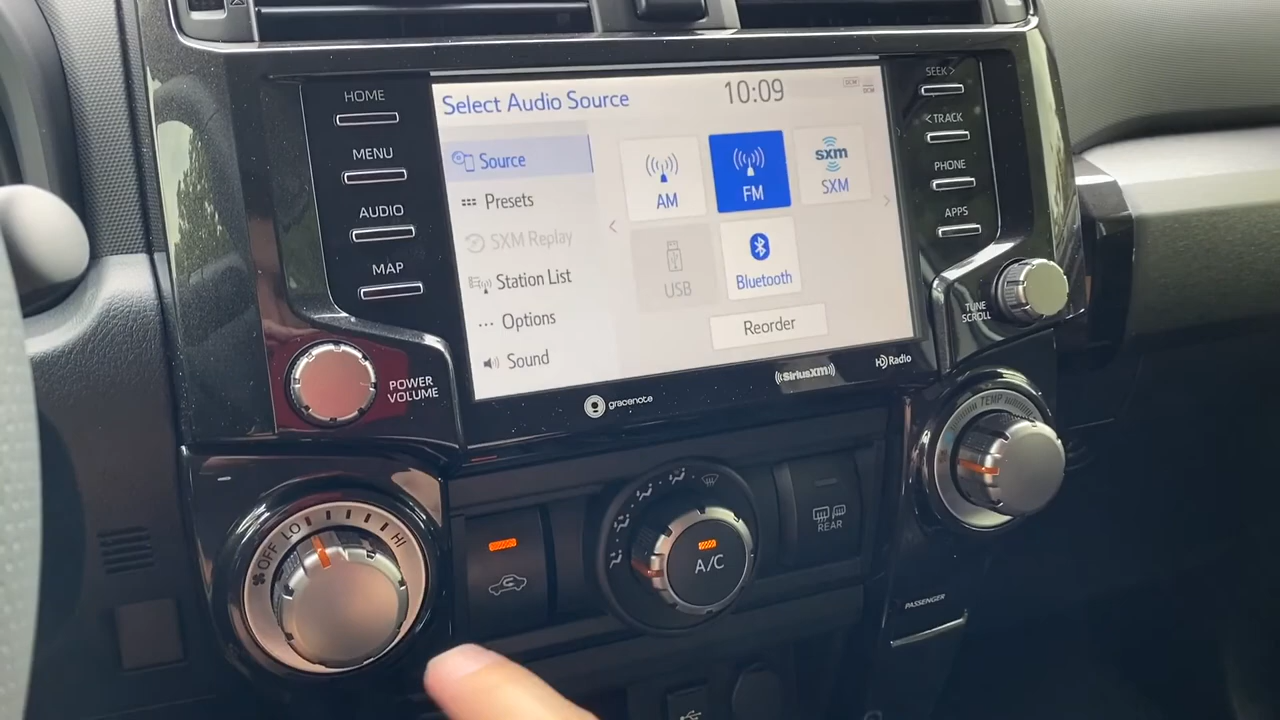 HOME
MENU
AUDIO
MAP
POWER
VOLUME
Select Audio Source
10:09
DCM
DCM
Source
Presets
SXM Replay
Station List
Options
Sound
AM
FM
sxm
SXM
USB
Bluetooth
Reorder
gracenote
((SiriusXM))
HD Radio
SEEK >
< TRACK
PHONE
APPS
TUNE
SCROLL
TEMP
OFF
LO
HI
A/C
REAR
PASSENGER